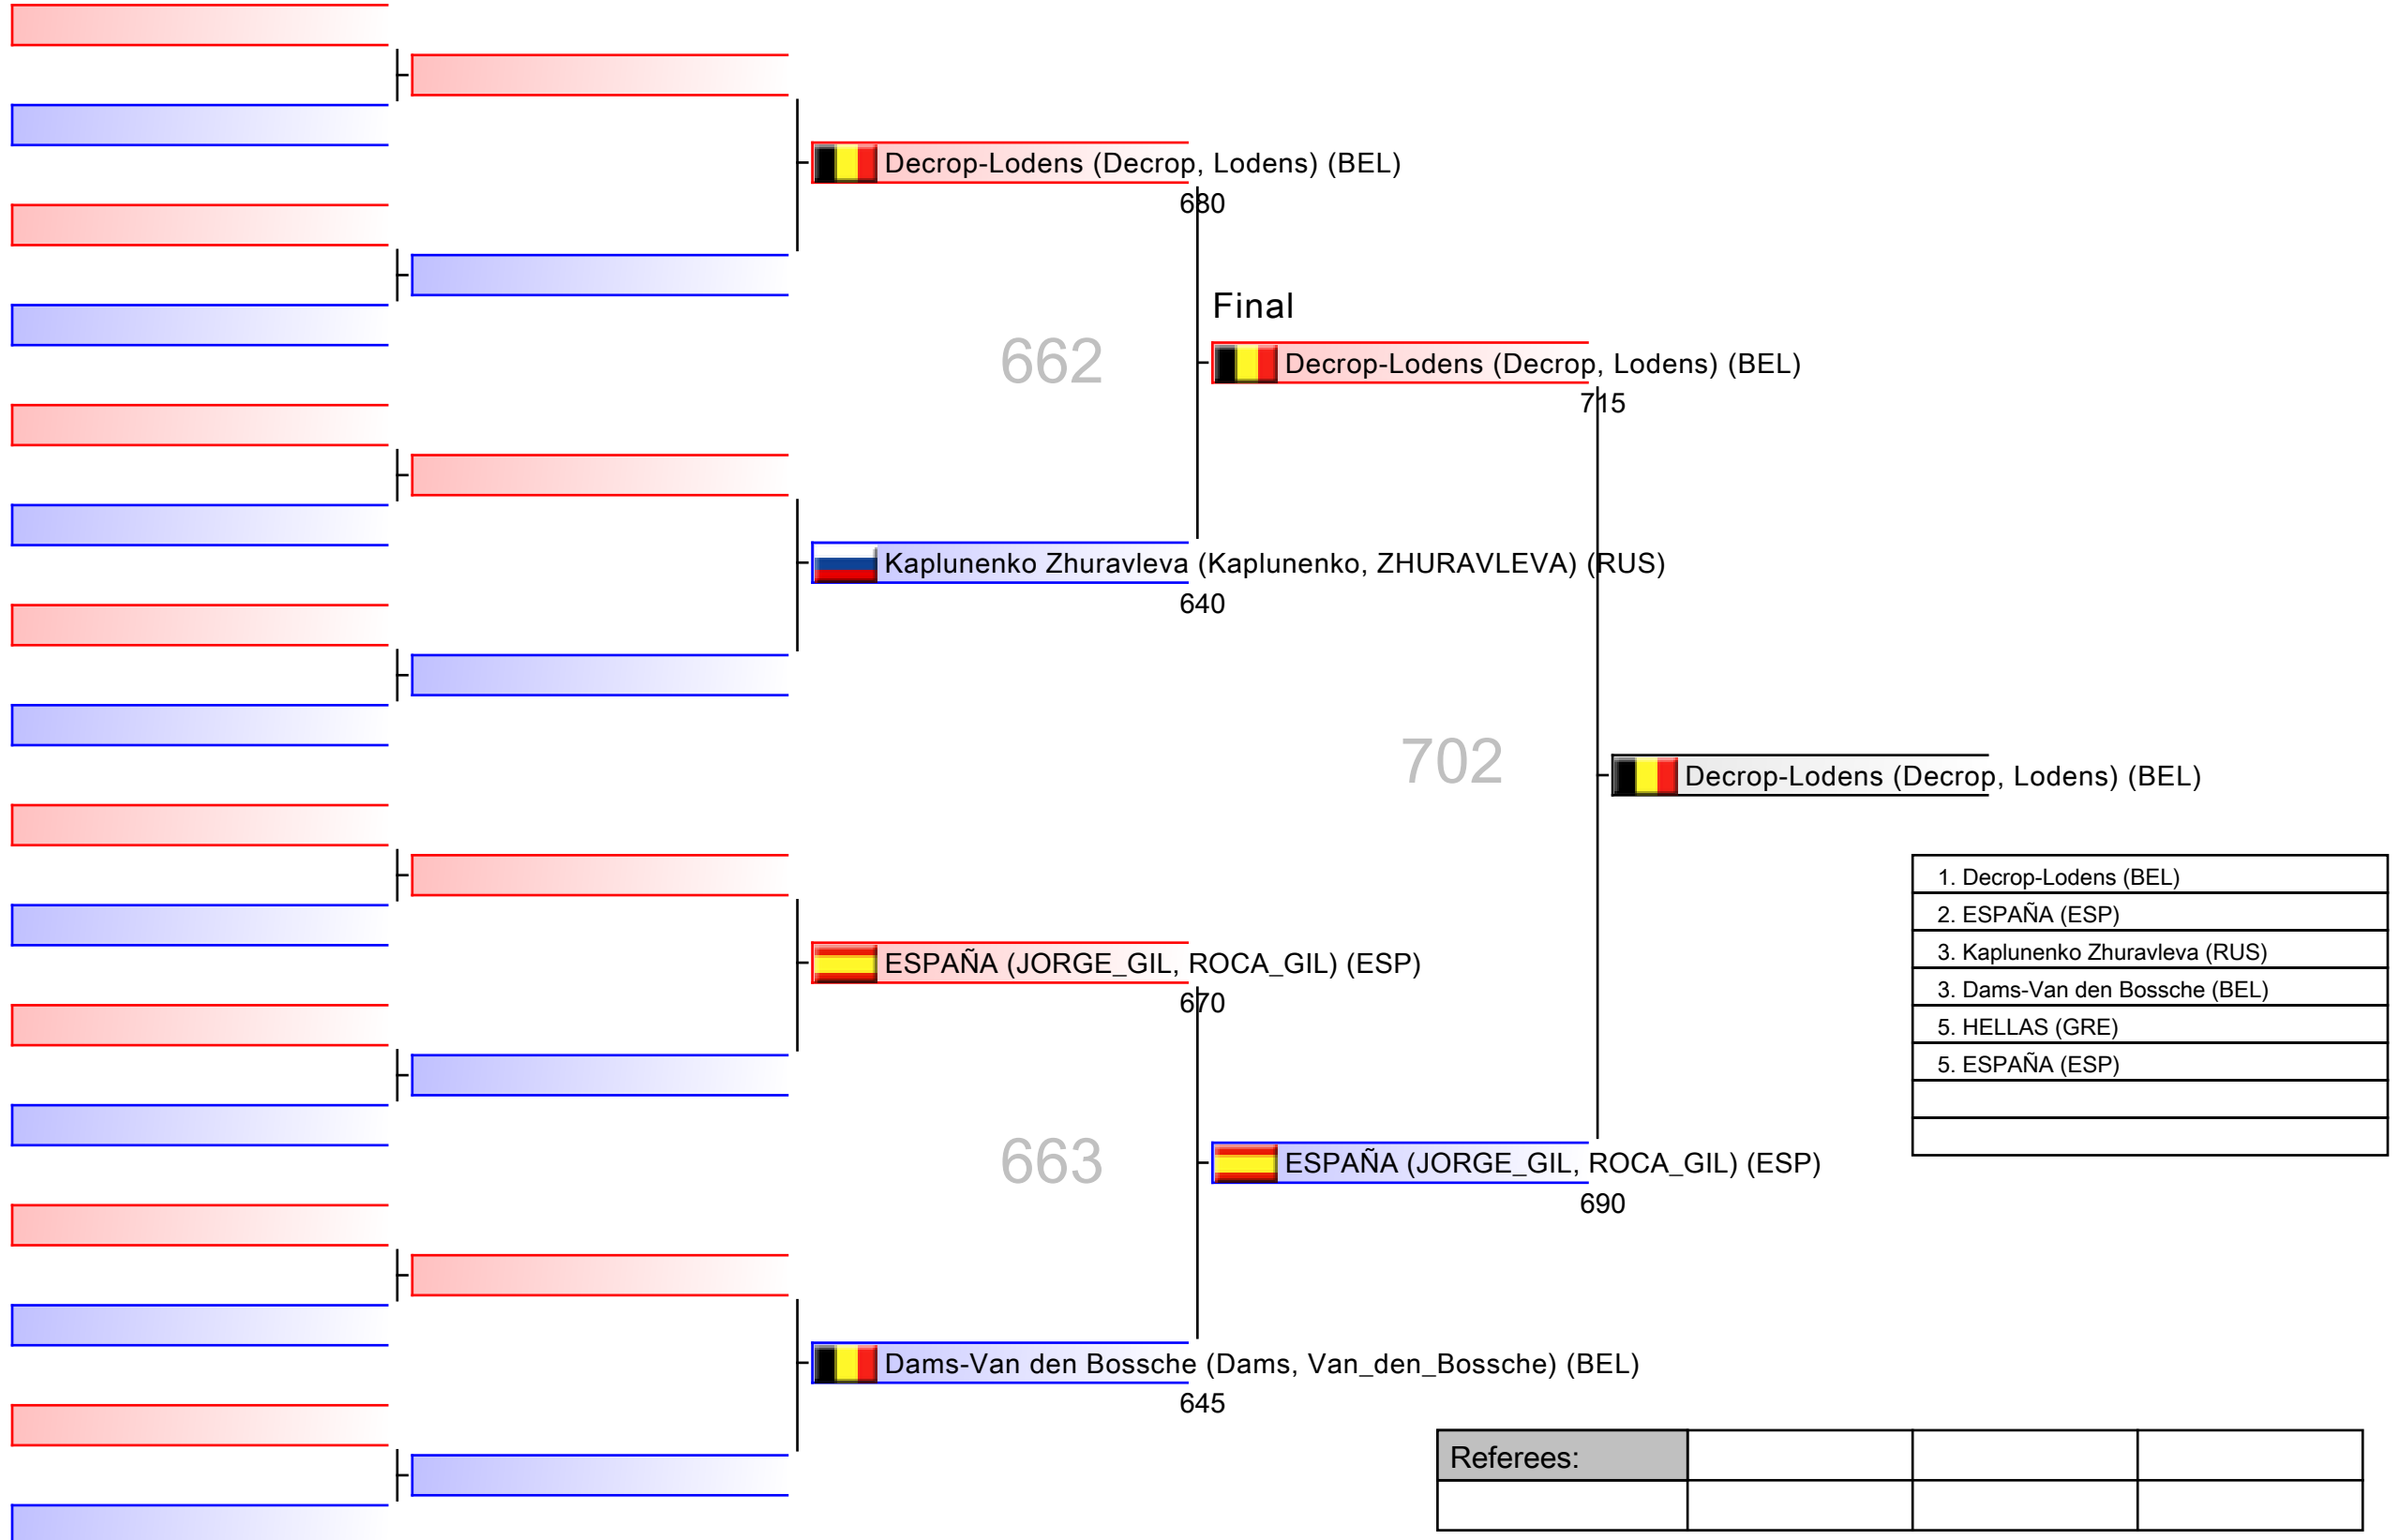 Decrop-Lodens (Decrop, Lodens) (BEL)
680
Final
662
Decrop-Lodens (Decrop, Lodens) (BEL)
715
Kaplunenko Zhuravleva (Kaplunenko, ZHURAVLEVA) (RUS)
640
702
Decrop-Lodens (Decrop, Lodens) (BEL)
1. Decrop-Lodens (BEL)
2. ESPAÑA (ESP)
3. Kaplunenko Zhuravleva (RUS)
3. Dams-Van den Bossche (BEL)
5. HELLAS (GRE)
5. ESPAÑA (ESP)
ESPAÑA (JORGE_GIL, ROCA_GIL) (ESP)
670
663
ESPAÑA (JORGE_GIL, ROCA_GIL) (ESP)
690
Dams-Van den Bossche (Dams, Van_den_Bossche) (BEL)
645
Referees: